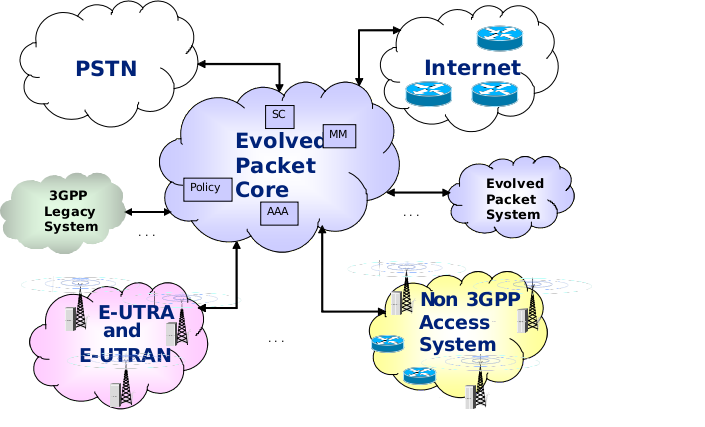 PSTN
Internet
SC
MM
Evolved
Packet
Core
Policy
AAA
3GPP
Legacy
System
. . .
Evolved
Packet
System
. . .
E-UTRA
and
E-UTRAN
. . .
Non 3GPP
Access
System